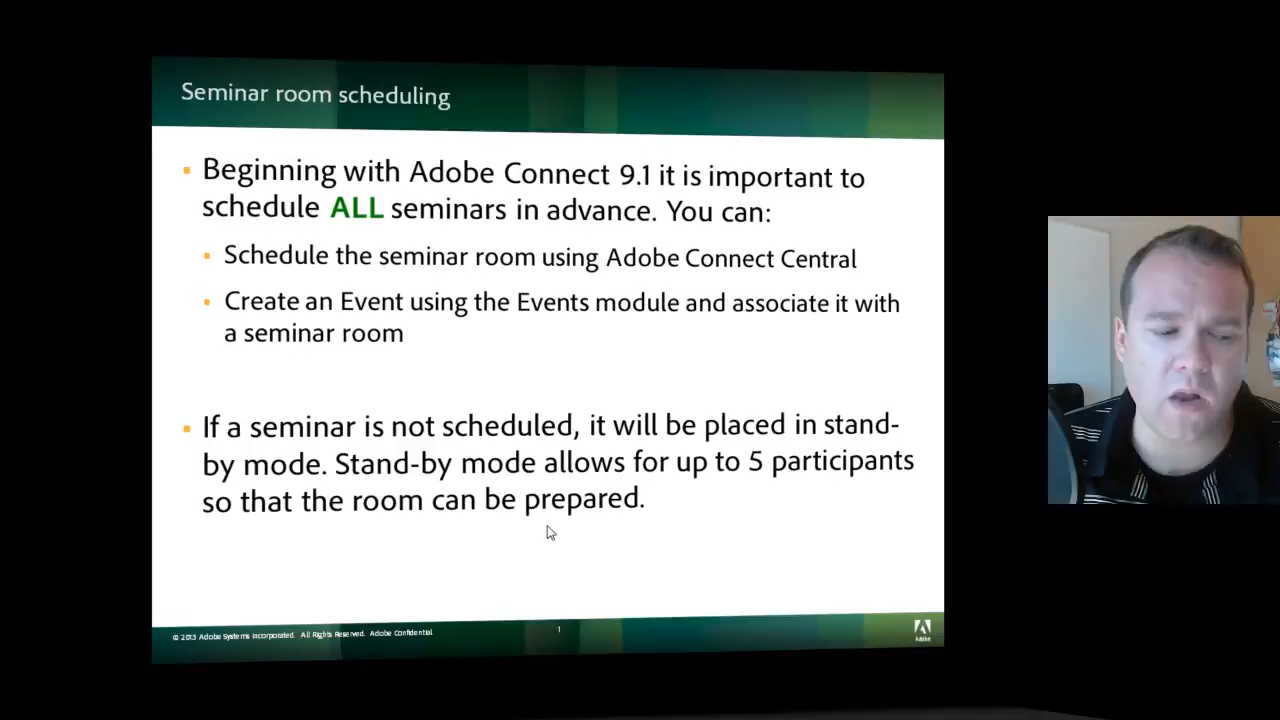 Seminar room scheduling
Beginning with Adobe Connect 9.1 it is important to
schedule ALL seminars in advance. You can:
Schedule the seminar room using Adobe Connect Central
Create an Event using the Events module and associate it with
a seminar room
If a seminar is not scheduled, it will be placed in stand-
by mode. Stand-by mode allows for up to 5 participants
so that the room can be prepared.
© 2013 Adobe Systems Incorporated. All Rights Reserved. Adobe Confidential
1
Adobe